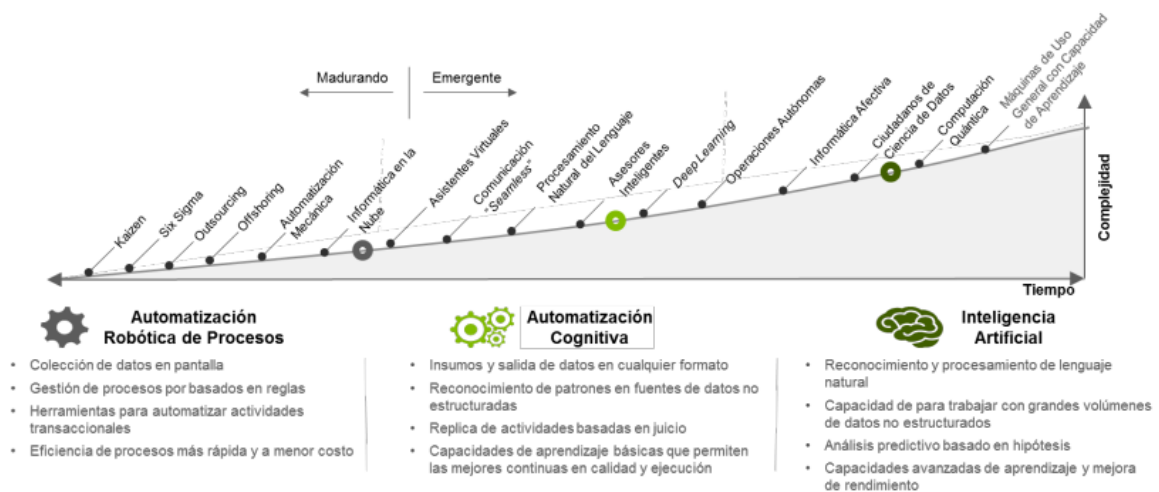 Madurando
Emergente
Kaizen
Six Sigma
Outsourcing
Offshoring
Automatización
Mecánica
Informática en la
Nube
Asistentes Virtuales
Comunicación
"Seamless"
Procesamiento
Natural del Lenguaje
Asesores
Inteligentes
Deep Learning
Operaciones Autónomas
Informática Afectiva
Ciudadanos de
Ciencia de Datos
Computación
Quántica
Máquinas de Uso
General con Capacidad
de Aprendizaje
Complejidad
Tiempo
Automatización
Robótica de Procesos
• Colección de datos en pantalla
• Gestión de procesos por basados en reglas
• Herramientas para automatizar actividades
transaccionales
• Eficiencia de procesos más rápida y a menor costo
Automatización
Cognitiva
• Insumos y salida de datos en cualquier formato
• Reconocimiento de patrones en fuentes de datos no
estructuradas
• Replica de actividades basadas en juicio
• Capacidades de aprendizaje básicas que permiten
las mejores continuas en calidad y ejecución
Inteligencia
Artificial
• Reconocimiento y procesamiento de lenguaje
natural
• Capacidad de para trabajar con grandes volúmenes
de datos no estructurados
• Análisis predictivo basado en hipótesis
• Capacidades avanzadas de aprendizaje y mejora
de rendimiento